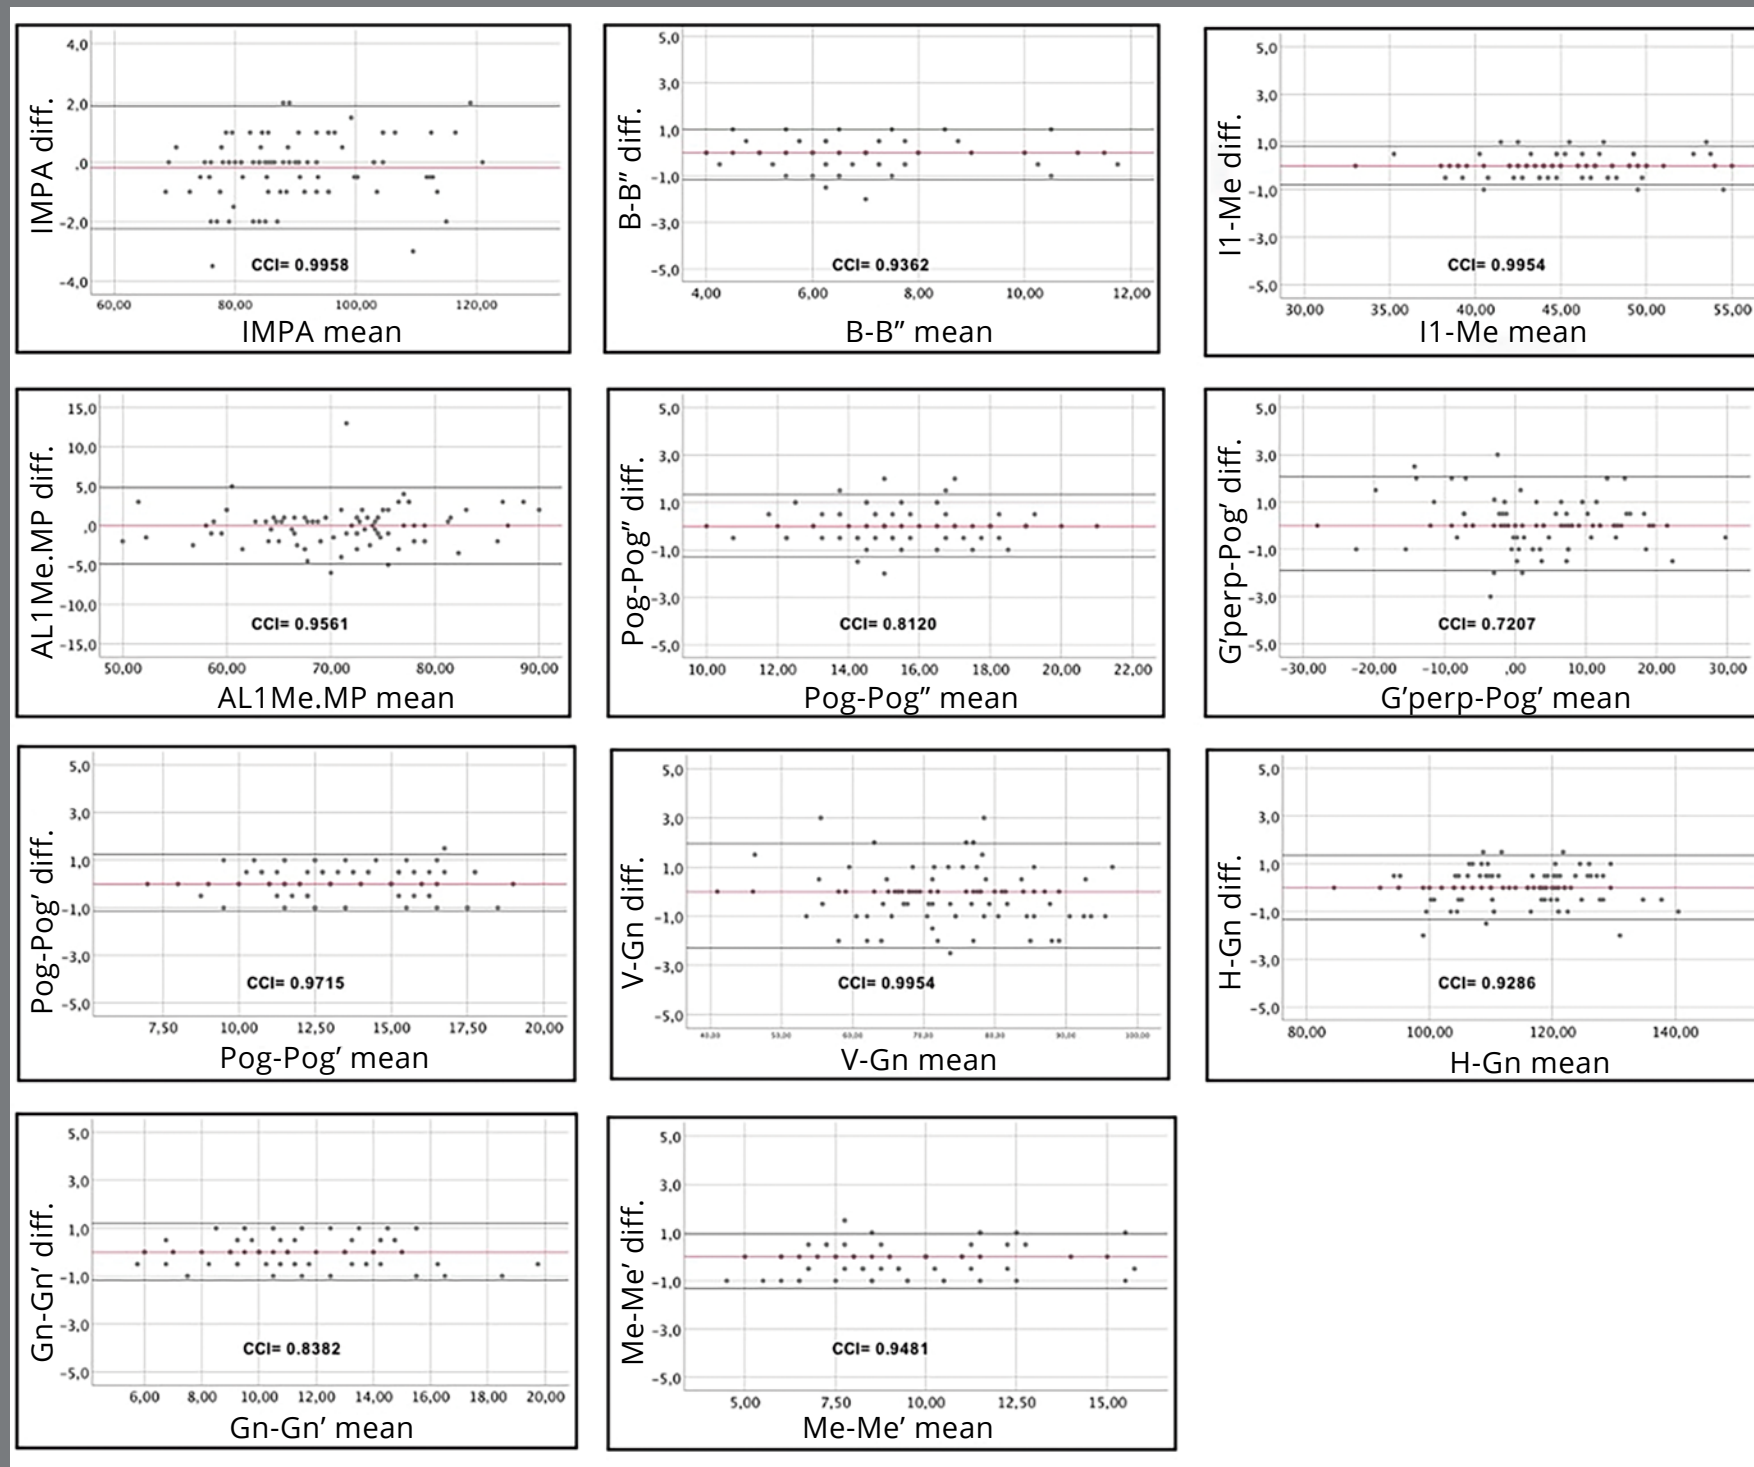 IMPA diff.
4,0
2,0
,0
-2,0
-4,0
CCI= 0.9958
60,00 80,00 100,00 120,00
IMPA mean
B-B” diff.
5,0
3,0
1,0
-1,0
-3,0
-5,0
CCI= 0.9362
4,00 6,00 8,00 10,00 12,00
B-B” mean
I1-Me diff.
5,0
3,0
1,0
-1,0
-3,0
-5,0
CCI= 0.9954
30,00 35,00 40,00 45,00 50,00 55,00
I1-Me mean
AL1Me.MP diff.
15,0
10,0
5,0
,0
-5,0
-10,0
-15,0
CCI= 0.9561
50,00 60,00 70,00 80,00 90,00
AL1Me.MP mean
Pog-Pog” diff.
5,0
3,0
1,0
-1,0
-3,0
-5,0
CCI= 0.8120
10,00 12,00 14,00 16,00 18,00 20,00 22,00
Pog-Pog” mean
G’perp-Pog’ diff.
5,0
3,0
1,0
-1,0
-3,0
-5,0
CCI= 0.7207
-30,00 -20,00 -10,00 ,00 10,00 20,00 30,00
G’perp-Pog’ mean
Pog-Pog’ diff.
5,0
3,0
1,0
-1,0
-3,0
-5,0
CCI= 0.9715
7,50 10,00 12,50 15,00 17,50 20,00
Pog-Pog’ mean
V-Gn diff.
5,0
3,0
1,0
-1,0
-3,0
-5,0
CCI= 0.9954
40,00 50,00 60,00 70,00 80,00 90,00 100,00
V-Gn mean
H-Gn diff.
5,0
3,0
1,0
-1,0
-3,0
-5,0
CCI= 0.9286
80,00 100,00 120,00 140,00
H-Gn mean
Gn-Gn’ diff.
5,0
3,0
1,0
-1,0
-3,0
-5,0
CCI= 0.8382
6,00 8,00 10,00 12,00 14,00 16,00 18,00 20,00
Gn-Gn’ mean
Me-Me’ diff.
5,0
3,0
1,0
-1,0
-3,0
-5,0
CCI= 0.9481
5,00 7,50 10,00 12,50 15,00
Me-Me’ mean